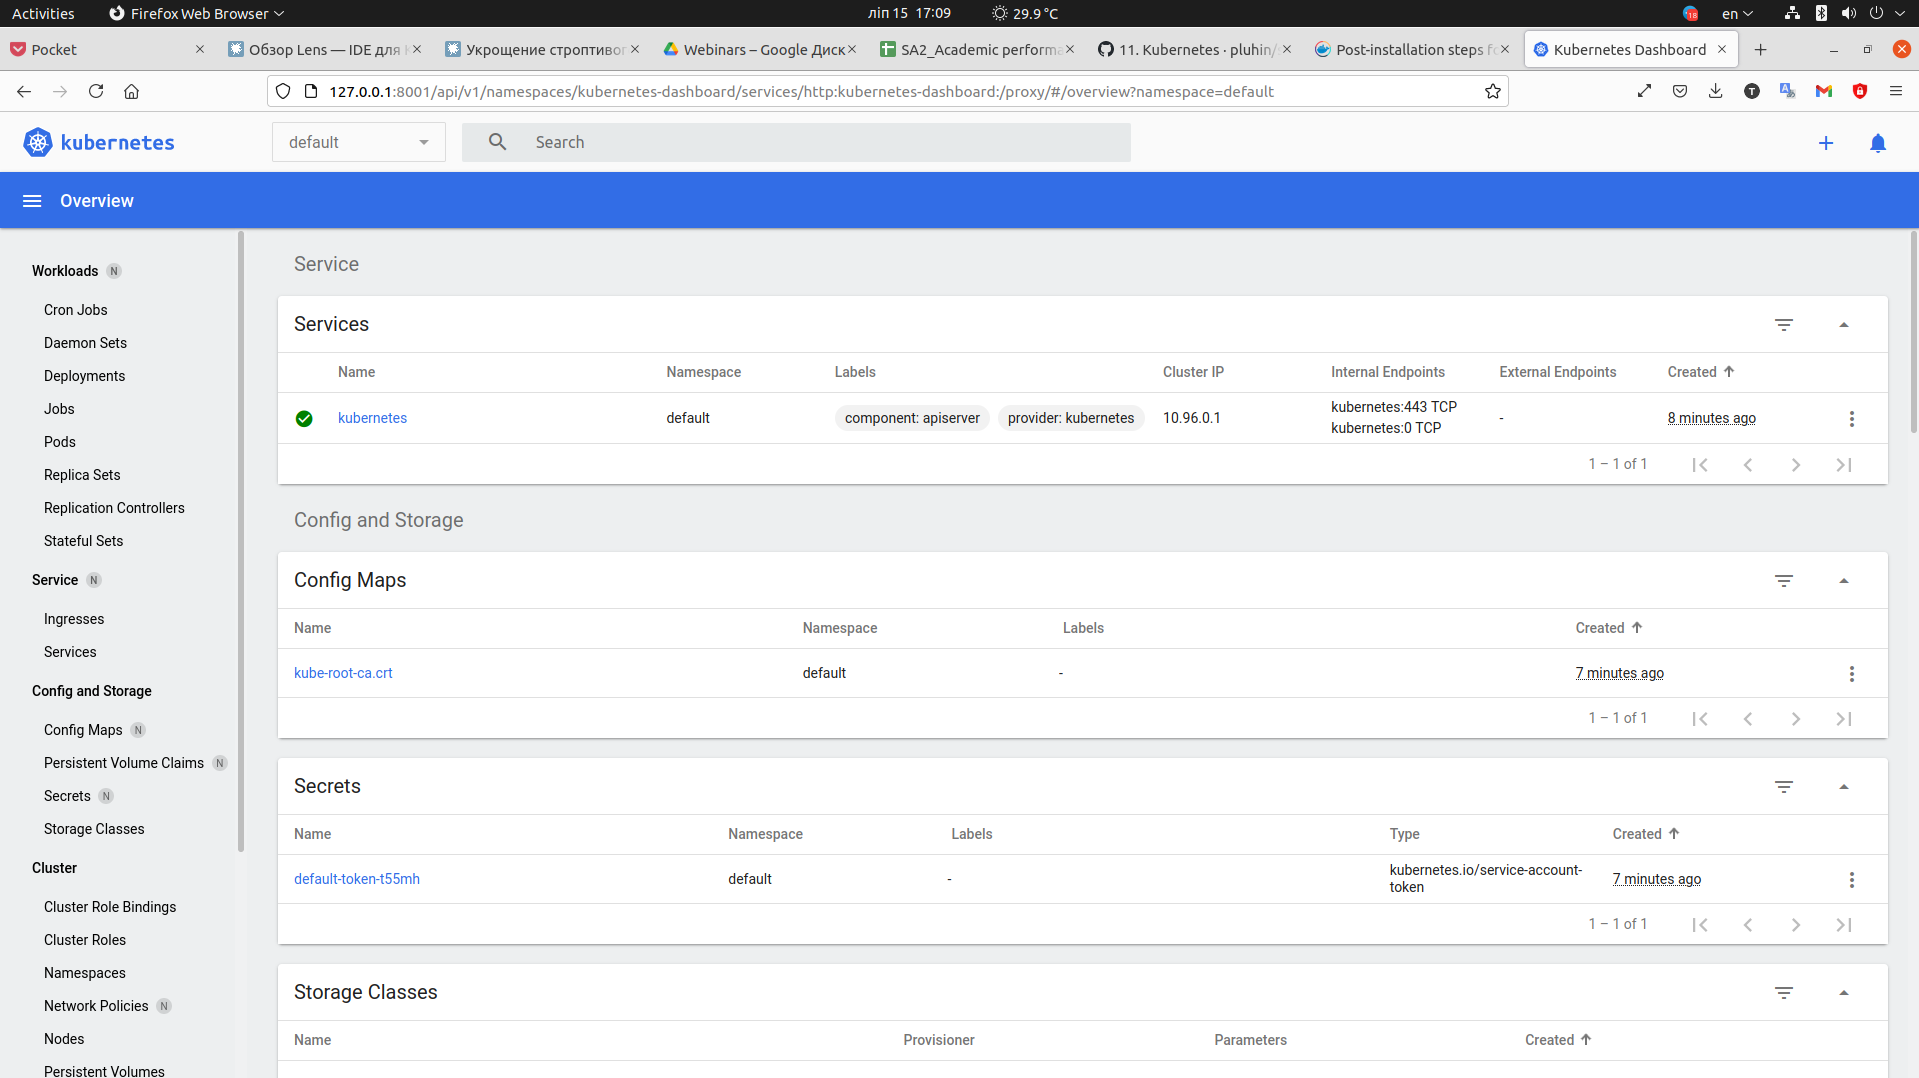 Activities
Firefox Web Browser
ліп 15 17:09
29.9 °C
18
en
Pocket
Обзор Lens — IDE для
Укрощение строптивог
Webinars – Google Диск
SA2_Academic performa
11. Kubernetes · pluhin/
Post-installation steps fo
Kubernetes Dashboard
127.0.0.1:8001/api/v1/namespaces/kubernetes-dashboard/services/http:kubernetes-dashboard:/proxy/#/overview?namespace=default
kubernetes
default
Search
Overview
Workloads N
Cron Jobs
Daemon Sets
Deployments
Jobs
Pods
Replica Sets
Replication Controllers
Stateful Sets
Service N
Ingresses
Services
Config and Storage
Config Maps N
Persistent Volume Claims N
Secrets N
Storage Classes
Cluster
Cluster Role Bindings
Cluster Roles
Namespaces
Network Policies N
Nodes
Persistent Volumes
Service
Services
Name Namespace Labels Cluster IP Internal Endpoints External Endpoints Created
kubernetes default component: apiserver provider: kubernetes 10.96.0.1 kubernetes:443 TCP - 8 minutes ago
kubernetes:0 TCP
1 – 1 of 1
Config and Storage
Config Maps
Name Namespace Labels Created
kube-root-ca.crt default - 7 minutes ago
1 – 1 of 1
Secrets
Name Namespace Labels Type Created
default-token-t55mh default - kubernetes.io/service-account- 7 minutes ago
token
1 – 1 of 1
Storage Classes
Name Provisioner Parameters Created